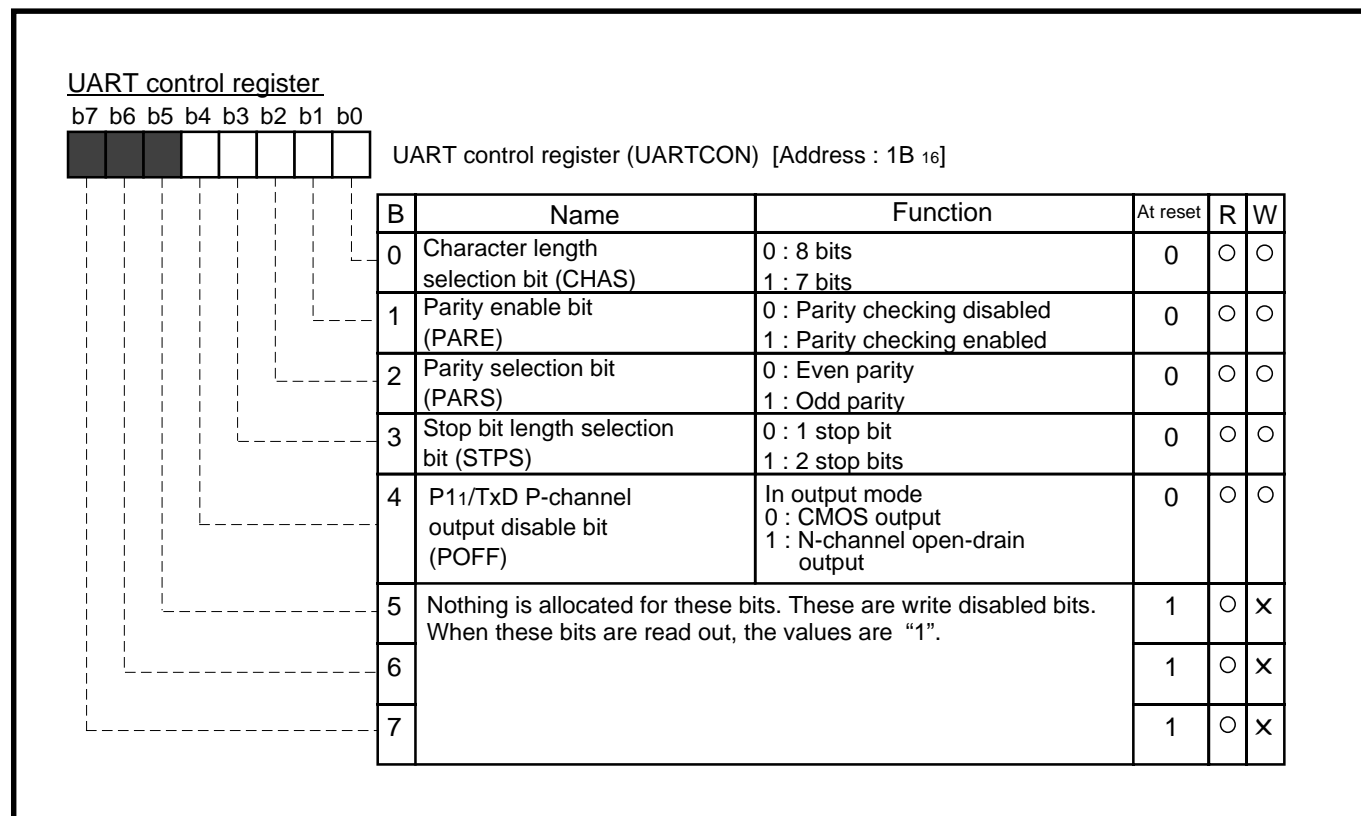 UART control register
b7 b6 b5 b4 b3 b2 b1 b0
UART control register (UARTCON) [Address : 1B 16]
B Name Function At reset R W
0 Character length selection bit (CHAS) 0 : 8 bits 1 : 7 bits 0 ○ ○
1 Parity enable bit (PARE) 0 : Parity checking disabled 1 : Parity checking enabled 0 ○ ○
2 Parity selection bit (PARS) 0 : Even parity 1 : Odd parity 0 ○ ○
3 Stop bit length selection bit (STPS) 0 : 1 stop bit 1 : 2 stop bits 0 ○ ○
4 P11/TxD P-channel output disable bit (POFF) In output mode 0 : CMOS output 1 : N-channel open-drain output 0 ○ ○
5 Nothing is allocated for these bits. These are write disabled bits. When these bits are read out, the values are “1”. 1 ○ ×
6 1 ○ ×
7 1 ○ ×